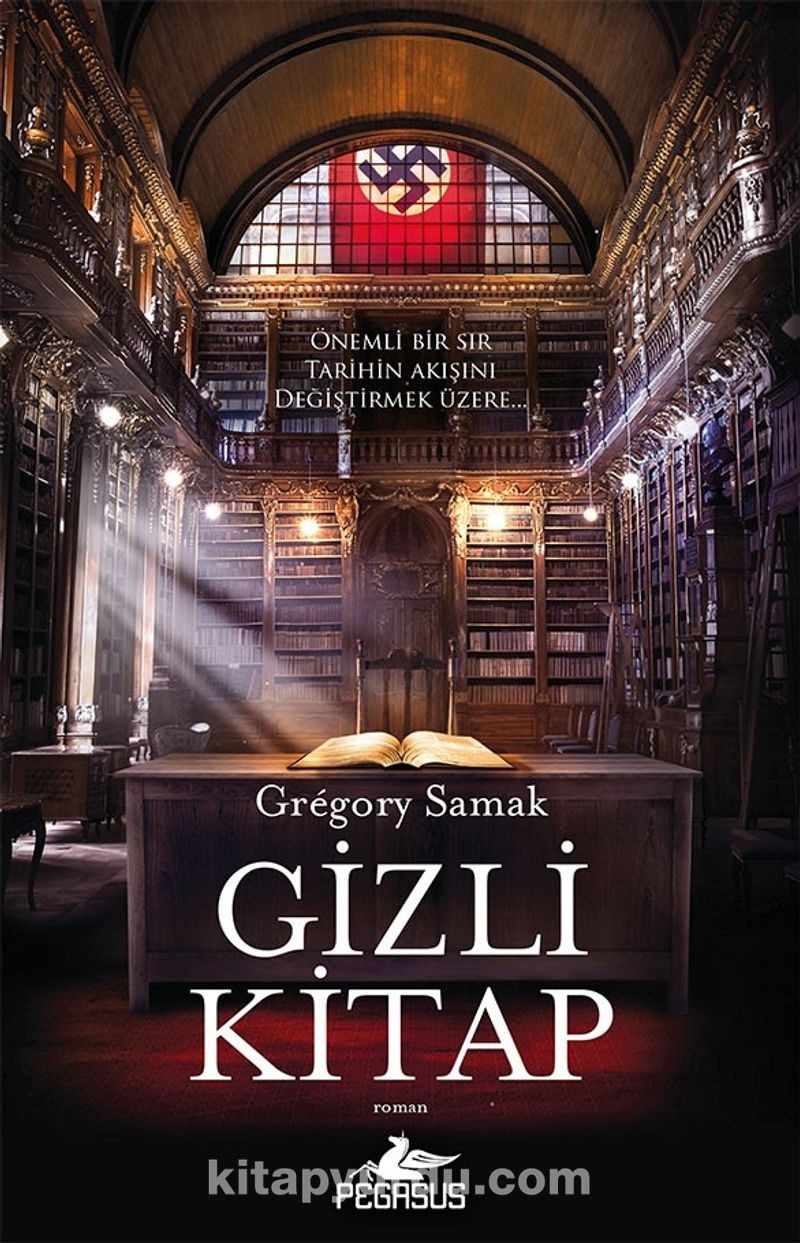 ÖNEMLİ BİR SIR
TARİHİN AKIŞINI
DEĞİŞTİRMEK ÜZERE...
Grégory Samak
GİZLİ
KİTAP
roman
kitapyurdu.com
PEGASUS